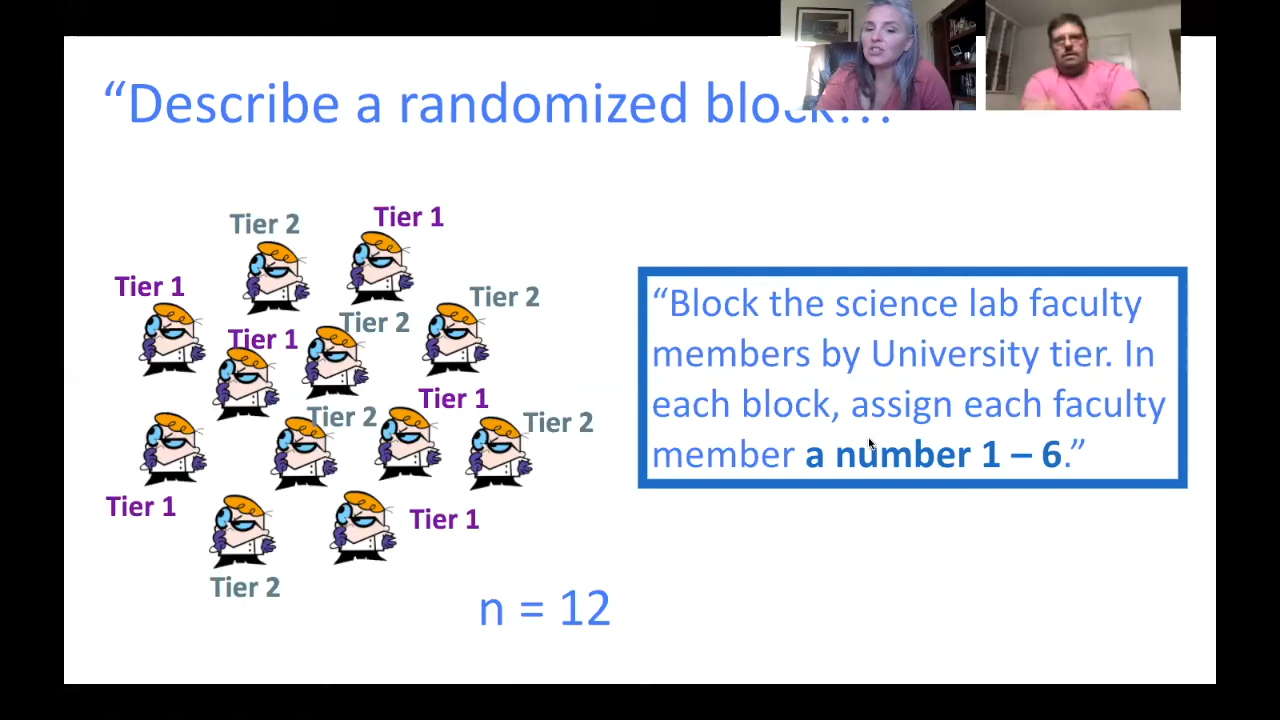 “Describe a randomized block…
Tier 2
Tier 1
Tier 1
Tier 2
Tier 2
Tier 1
Tier 1
Tier 2
Tier 2
Tier 1
Tier 1
Tier 2
n = 12
“Block the science lab faculty
members by University tier. In
each block, assign each faculty
member a number 1 – 6.”